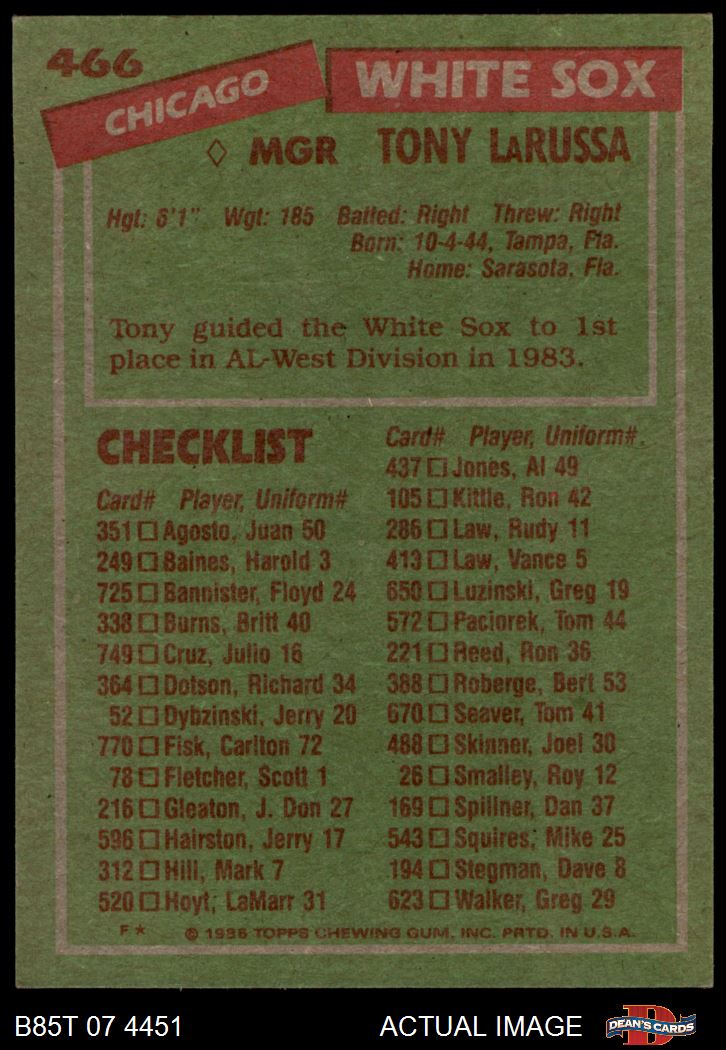 466
CHICAGO WHITE SOX
◇ MGR TONY LaRUSSA
Hgt: 6'1" Wgt: 185 Batted: Right Threw: Right
Born: 10-4-44, Tampa, Fla.
Home: Sarasota, Fla.
Tony guided the White Sox to 1st
place in AL-West Division in 1983.
CHECKLIST
Card# Player, Uniform#
351 ☐ Agosto, Juan 50
249 ☐ Baines, Harold 3
725 ☐ Bannister, Floyd 24
338 ☐ Burns, Britt 40
749 ☐ Cruz, Julio 16
364 ☐ Dotson, Richard 34
52 ☐ Dybzinski, Jerry 20
770 ☐ Fisk, Carlton 72
78 ☐ Fletcher, Scott 1
216 ☐ Gleaton, J. Don 27
596 ☐ Hairston, Jerry 17
312 ☐ Hill, Mark 7
520 ☐ Hoyt, LaMarr 31
Card# Player, Uniform#
437 ☐ Jones, Al 49
105 ☐ Kittle, Ron 42
286 ☐ Law, Rudy 11
413 ☐ Law, Vance 5
650 ☐ Luzinski, Greg 19
572 ☐ Paciorek, Tom 44
221 ☐ Reed, Ron 36
388 ☐ Roberge, Bert 53
670 ☐ Seaver, Tom 41
488 ☐ Skinner, Joel 30
26 ☐ Smalley, Roy 12
169 ☐ Spillner, Dan 37
543 ☐ Squires, Mike 25
194 ☐ Stegman, Dave 8
623 ☐ Walker, Greg 29
F★ © 1985 TOPPS CHEWING GUM, INC. PRTD. IN U.S.A.
B85T 07 4451 ACTUAL IMAGE D DEAN'S CARDS